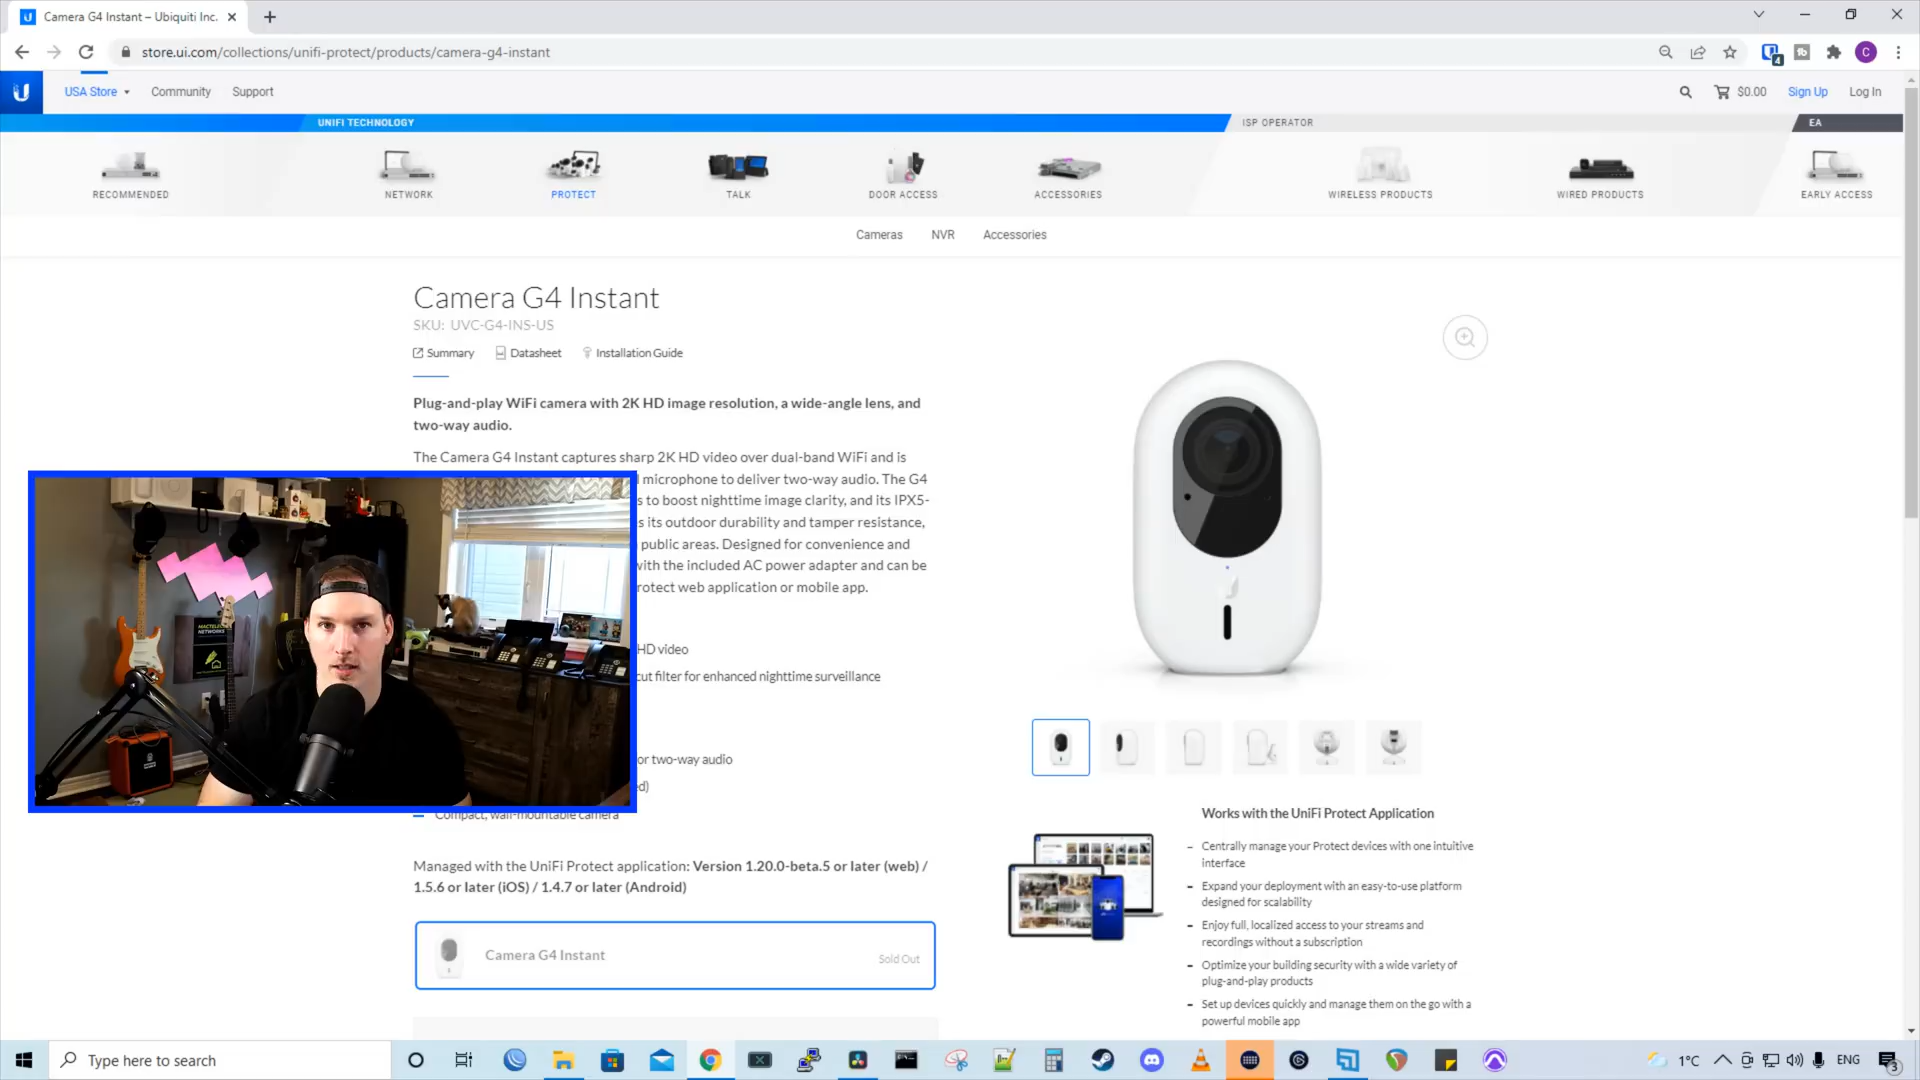 Camera G4 Instant – Ubiquiti Inc.
store.ui.com/collections/unifi-protect/products/camera-g4-instant
4
C
USA Store
Community
Support
$0.00
Sign Up
Log In
UNIFI TECHNOLOGY
ISP OPERATOR
EA
RECOMMENDED
NETWORK
PROTECT
TALK
DOOR ACCESS
ACCESSORIES
WIRELESS PRODUCTS
WIRED PRODUCTS
EARLY ACCESS
Cameras
NVR
Accessories
Camera G4 Instant
SKU: UVC-G4-INS-US
Summary
Datasheet
Installation Guide
Plug-and-play WiFi camera with 2K HD image resolution, a wide-angle lens, and
two-way audio.
The Camera G4 Instant captures sharp 2K HD video over dual-band WiFi and is
microphone to deliver two-way audio. The G4
s to boost nighttime image clarity, and its IPX5-
s its outdoor durability and tamper resistance,
public areas. Designed for convenience and
with the included AC power adapter and can be
rotect web application or mobile app.
HD video
cut filter for enhanced nighttime surveillance
or two-way audio
ed)
Compact, wall-mountable camera
MACTELECOM
NETWORKS
Managed with the UniFi Protect application: Version 1.20.0-beta.5 or later (web) /
1.5.6 or later (iOS) / 1.4.7 or later (Android)
Camera G4 Instant
Sold Out
Works with the UniFi Protect Application
– Centrally manage your Protect devices with one intuitive
interface
– Expand your deployment with an easy-to-use platform
designed for scalability
– Enjoy full, localized access to your streams and
recordings without a subscription
– Optimize your building security with a wide variety of
plug-and-play products
– Set up devices quickly and manage them on the go with a
powerful mobile app
Type here to search
1°C
ENG
3